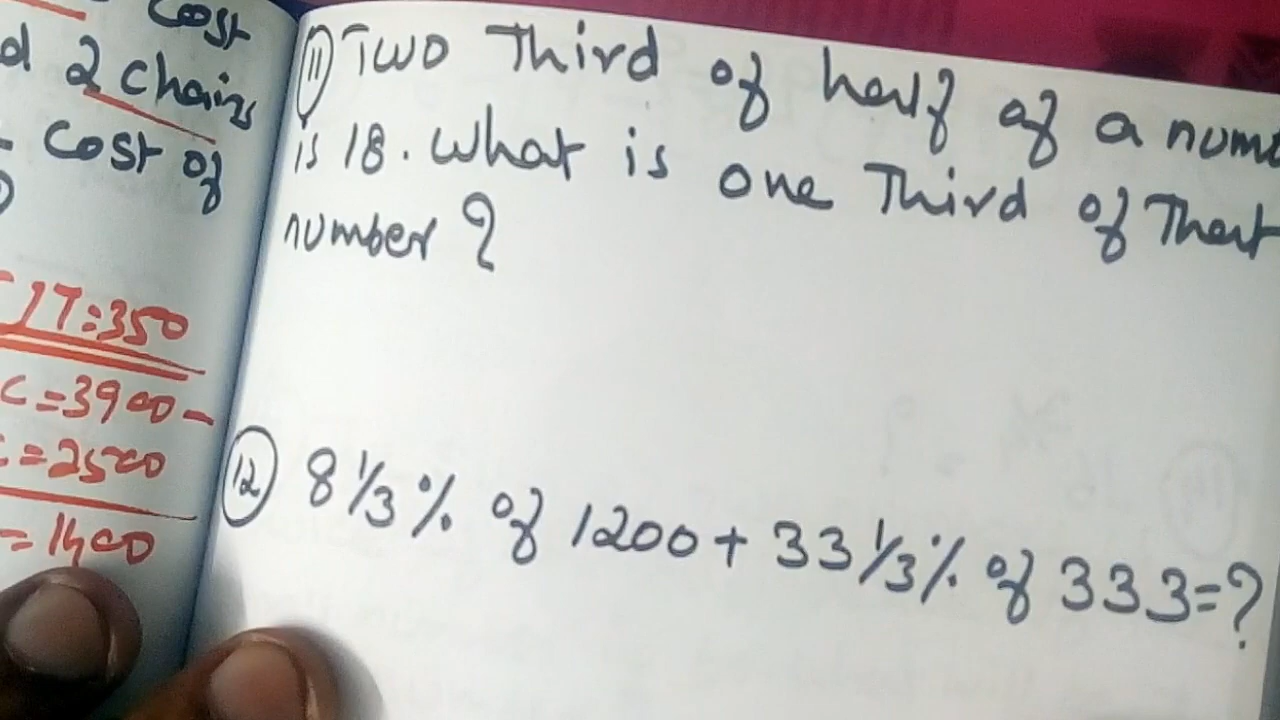 cost
d 2 chairs
- cost of
17:350
C = 3900 -
= 2500
= 1400
(11) Two Third of half of a numb
is 18. What is one Third of That
number?
(12) 8 1/3 % of 1200 + 33 1/3 % of 333 = ?